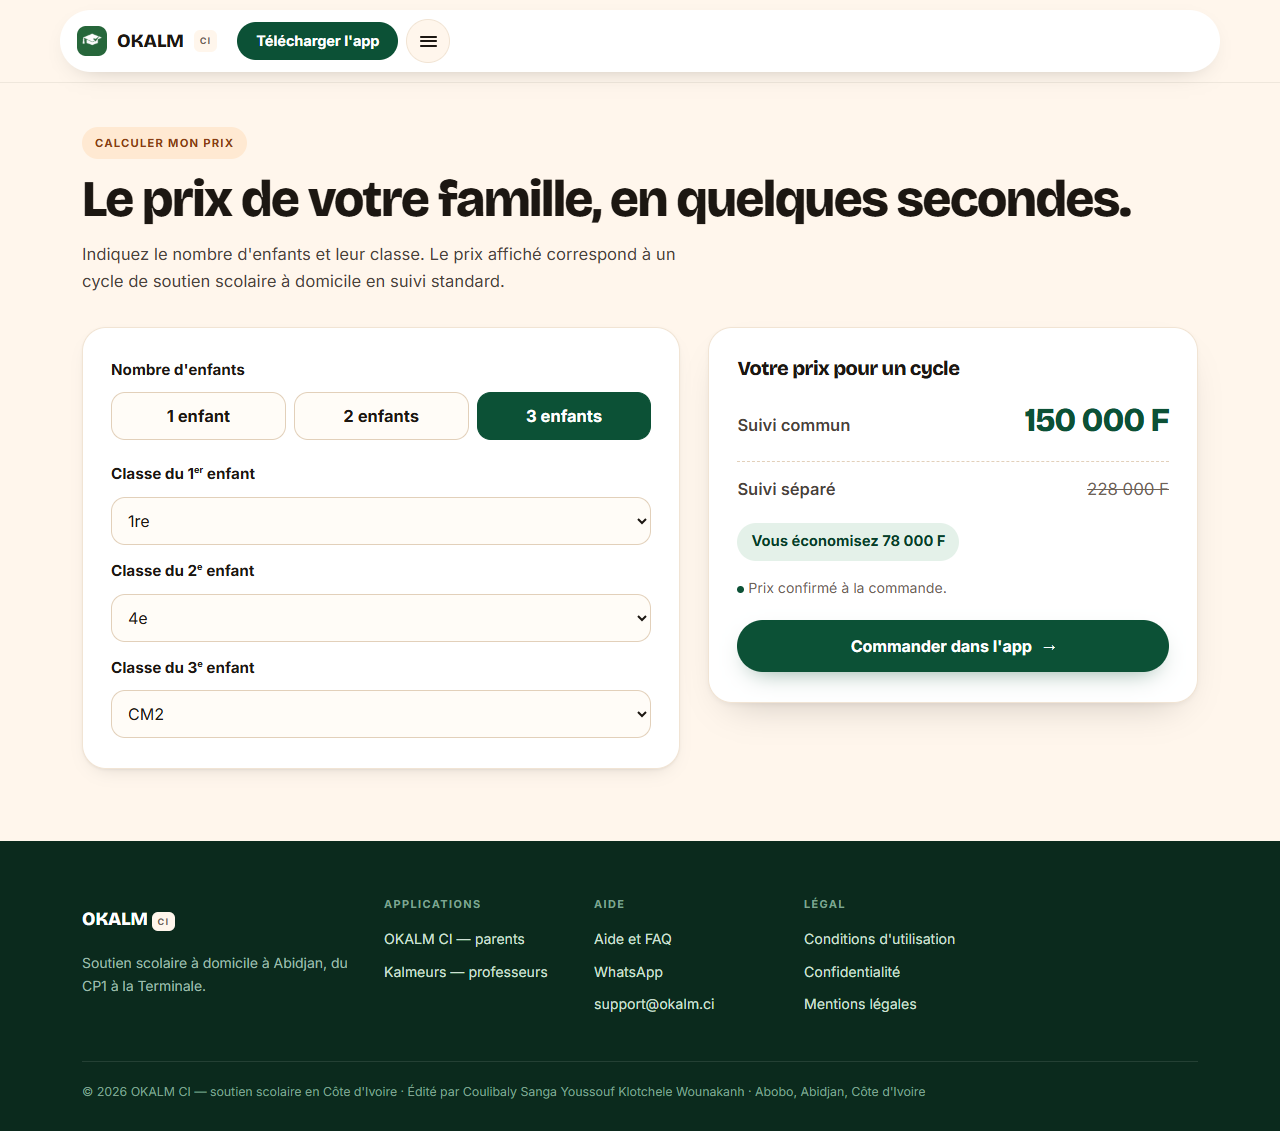 OKALM CI
Télécharger l'app
CALCULER MON PRIX
Le prix de votre famille, en quelques secondes.
Indiquez le nombre d'enfants et leur classe. Le prix affiché correspond à un
cycle de soutien scolaire à domicile en suivi standard.
Nombre d'enfants
1 enfant
2 enfants
3 enfants
Classe du 1er enfant
1re
Classe du 2e enfant
4e
Classe du 3e enfant
CM2
Votre prix pour un cycle
Suivi commun
150 000 F
Suivi séparé
228 000 F
Vous économisez 78 000 F
Prix confirmé à la commande.
Commander dans l'app →
OKALM CI
Soutien scolaire à domicile à Abidjan, du
CP1 à la Terminale.
APPLICATIONS
OKALM CI — parents
Kalmeurs — professeurs
AIDE
Aide et FAQ
WhatsApp
support@okalm.ci
LÉGAL
Conditions d'utilisation
Confidentialité
Mentions légales
© 2026 OKALM CI — soutien scolaire en Côte d'Ivoire · Édité par Coulibaly Sanga Youssouf Klotchele Wounakanh · Abobo, Abidjan, Côte d'Ivoire